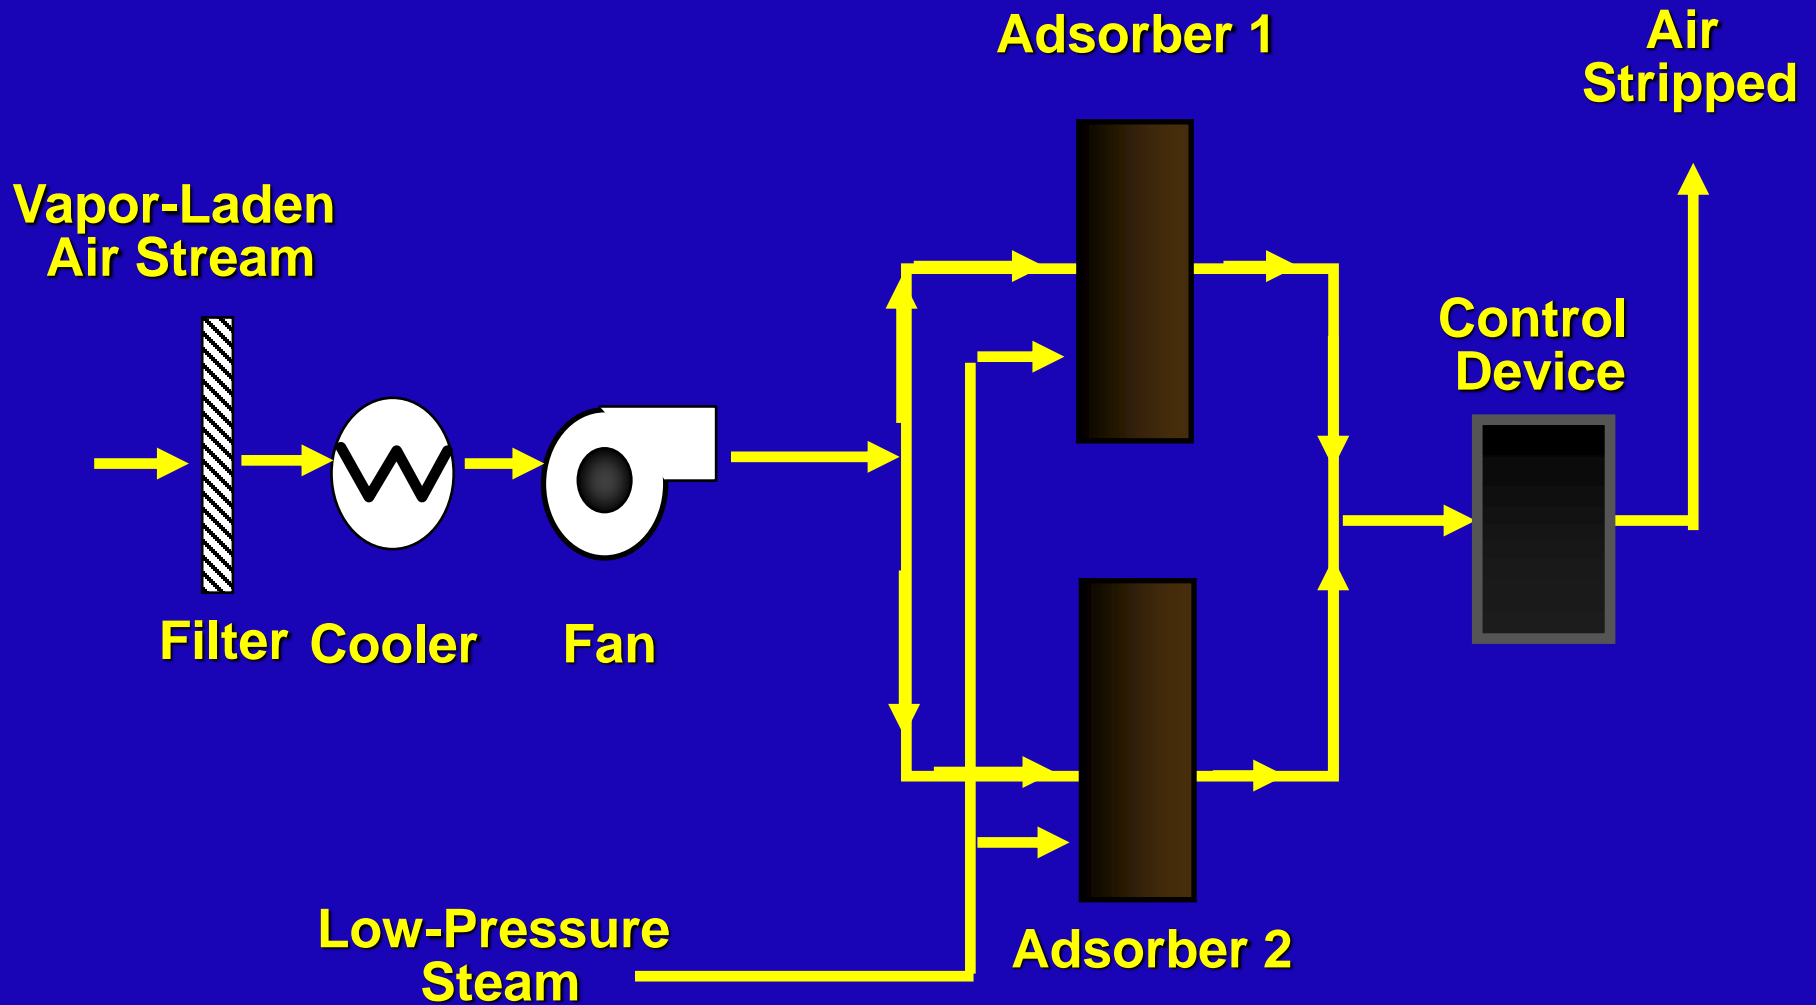 Adsorber 1
Air
Stripped
Vapor-Laden
Air Stream
Control
Device
Filter
Cooler
Fan
Low-Pressure
Steam
Adsorber 2